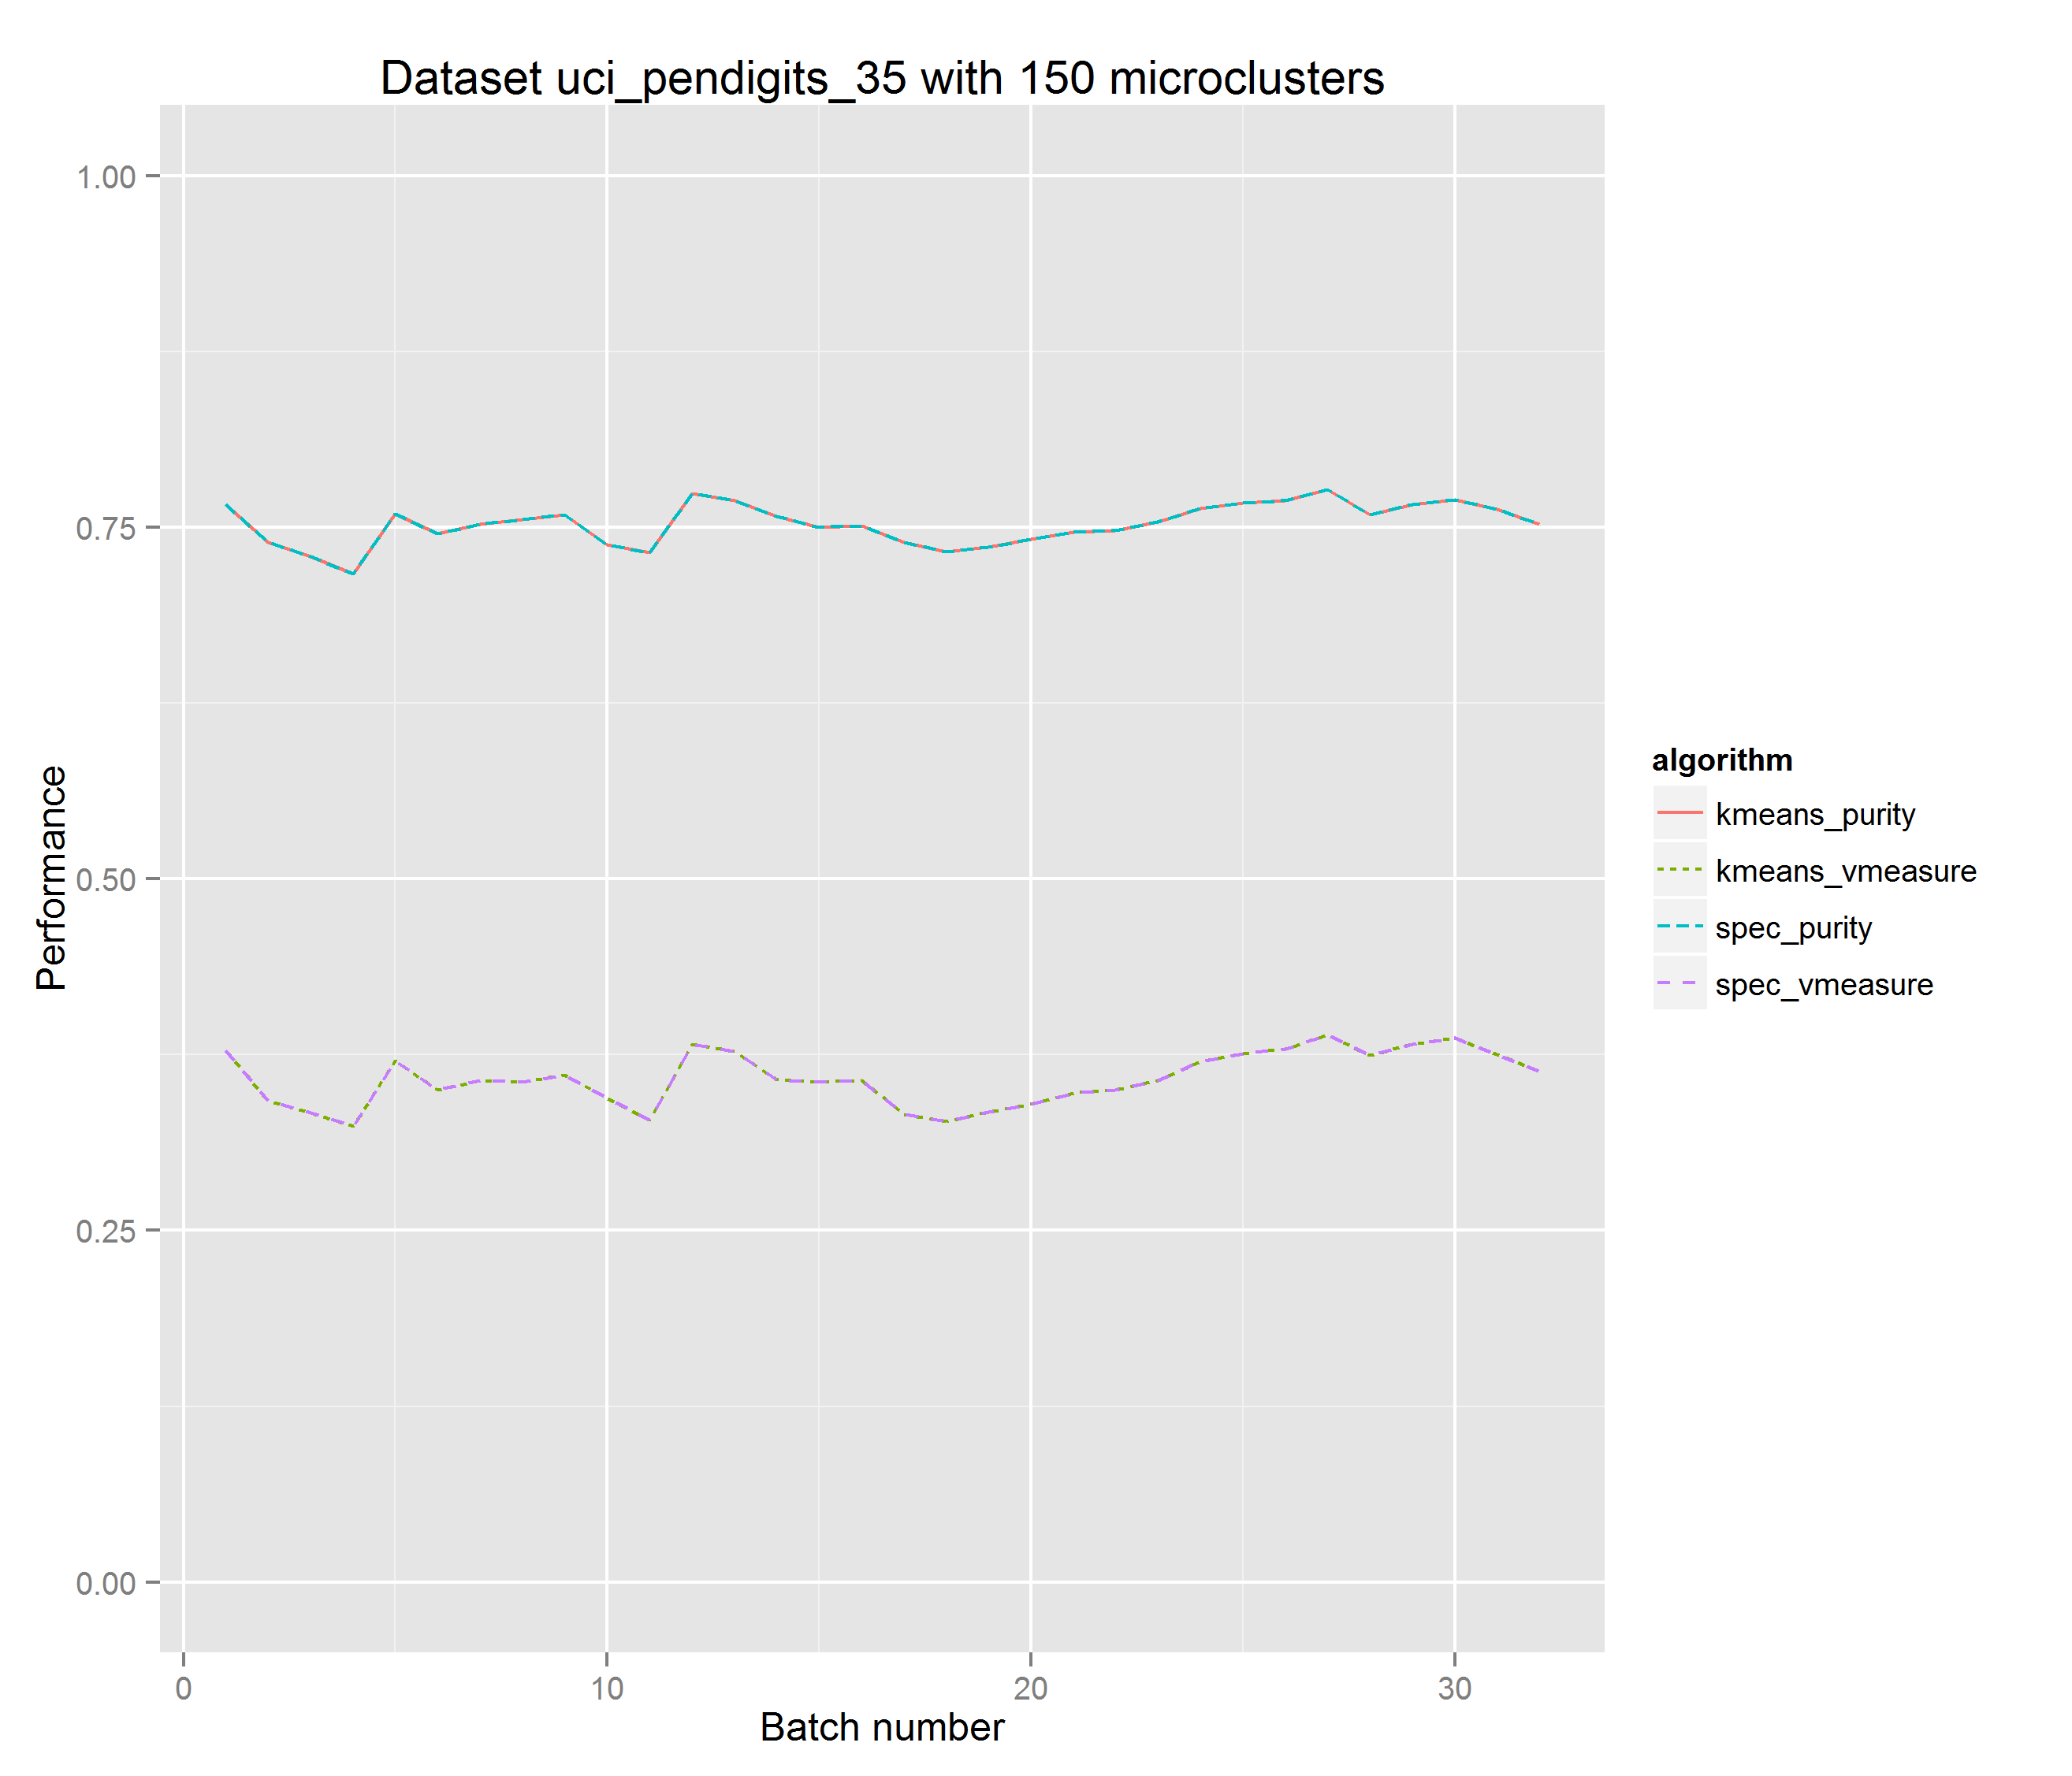 Dataset uci_pendigits_35 with 150 microclusters
1.00
0.75
0.50
0.25
0.00
Performance
0 10 20 30
Batch number
algorithm
kmeans_purity
kmeans_vmeasure
spec_purity
spec_vmeasure